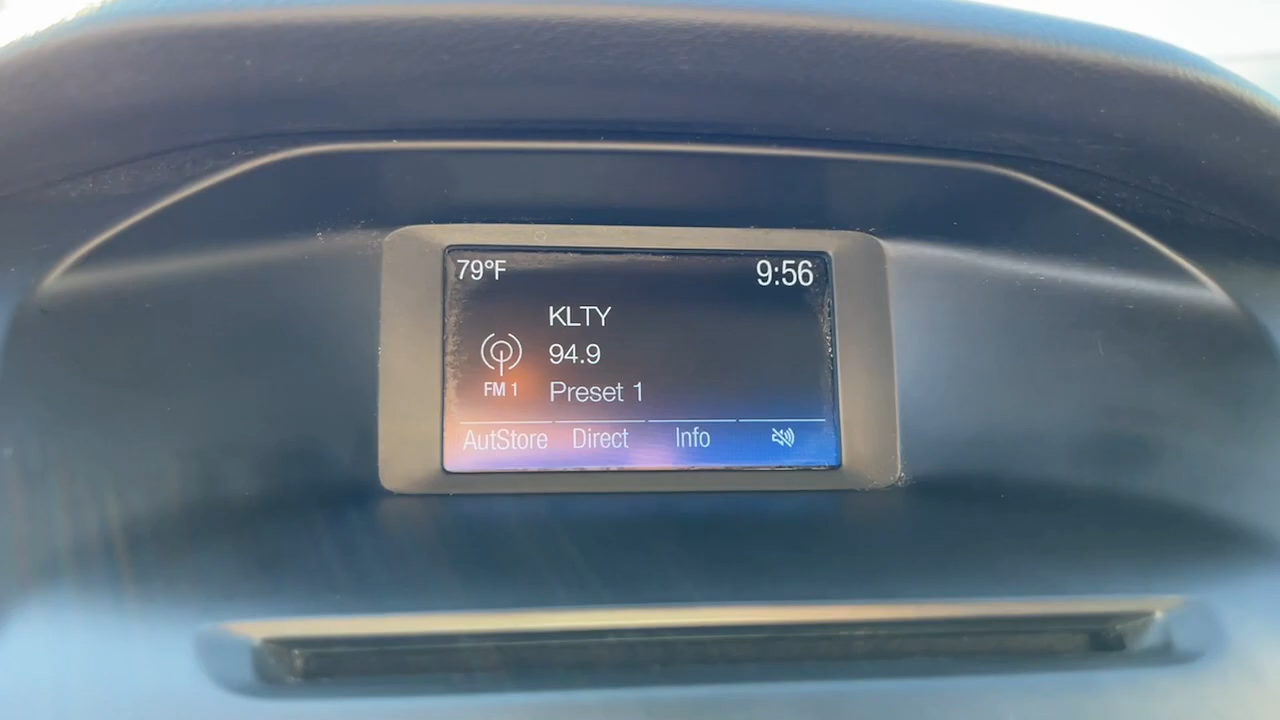 79°F 9:56
KLTY
94.9
FM 1
Preset 1
AutStore Direct Info